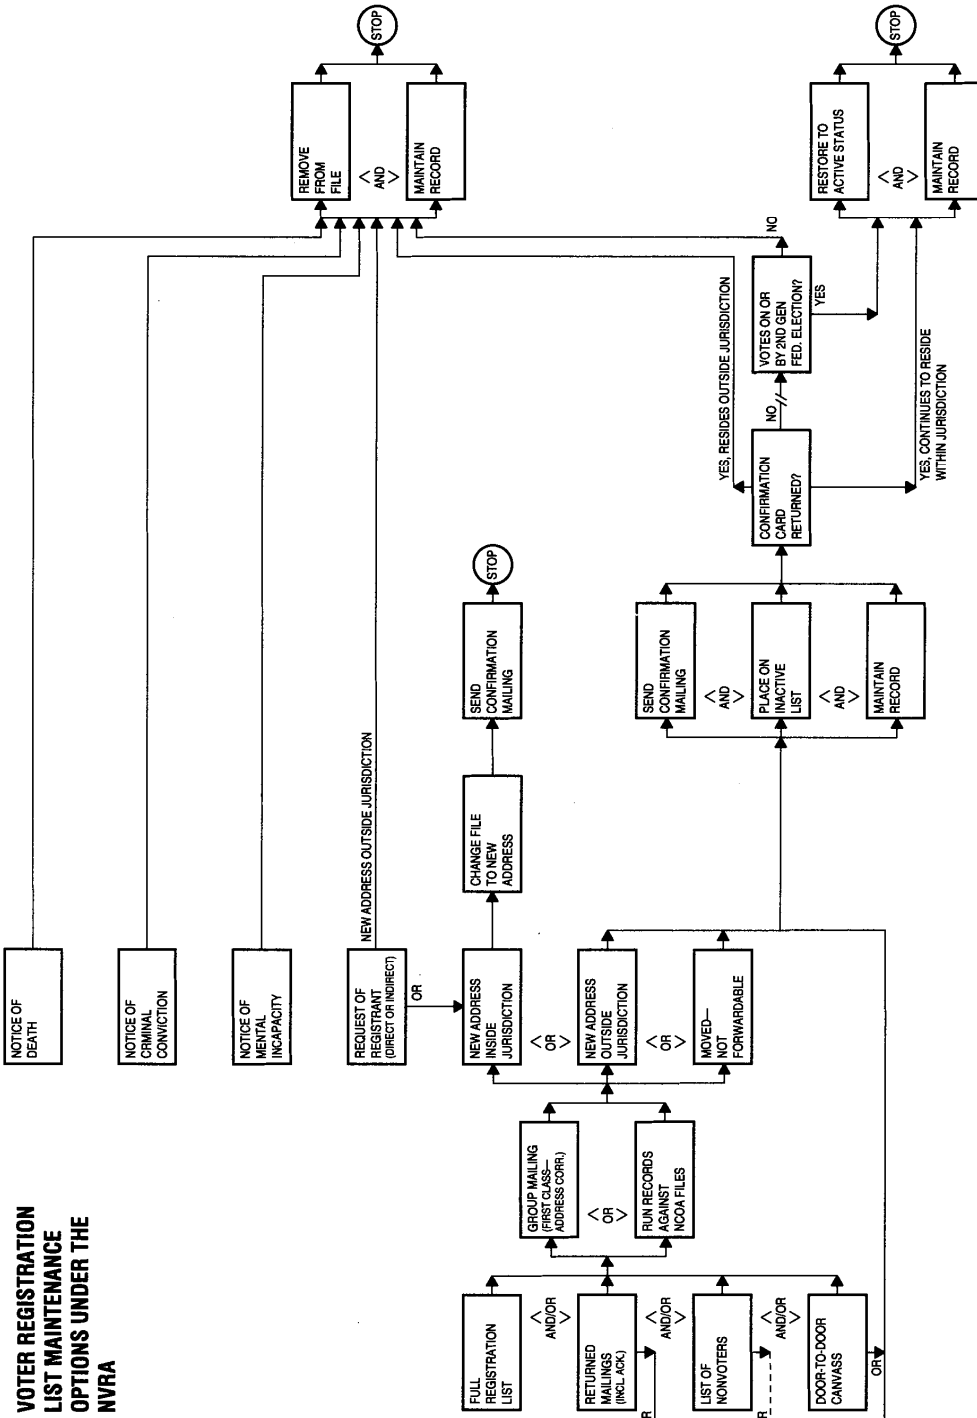 VOTER REGISTRATION
LIST MAINTENANCE
OPTIONS UNDER THE
NVRA
NOTICE OF
DEATH
NOTICE OF
CRMINAL
CONVICTION
NOTICE OF
MENTAL
INCAPACITY
REQUEST OF
REGISTRANT
(DIRECT OR INDIRECT)
NEW ADDRESS OUTSIDE JURISDICTION
OR
REMOVE
FROM
FILE
< AND >
MAINTAIN
RECORD
STOP
FULL
REGISTRATION
LIST
< AND/OR >
RETURNED
MAILINGS
(INCL. ACK.)
< AND/OR >
LIST OF
NONVOTERS
< AND/OR >
DOOR-TO-DOOR
CANVASS
OR
GROUP MAILING
(FIRST CLASS—
ADDRESS CORR.)
< OR >
RUN RECORDS
AGAINST
NCOA FILES
NEW ADDRESS
INSIDE
JURISDICTION
< OR >
NEW ADDRESS
OUTSIDE
JURISDICTION
< OR >
MOVED—
NOT
FORWARDABLE
CHANGE FILE
TO NEW
ADDRESS
SEND
CONFIRMATION
MAILING
STOP
SEND
CONFIRMATION
MAILING
< AND >
PLACE ON
INACTIVE
LIST
< AND >
MAINTAIN
RECORD
CONFIRMATION
CARD
RETURNED?
YES, RESIDES OUTSIDE JURISDICTION
NO
YES, CONTINUES TO RESIDE
WITHIN JURISDICTION
VOTES ON OR
BY 2ND GEN
FED. ELECTION?
NO
YES
RESTORE TO
ACTIVE STATUS
< AND >
MAINTAIN
RECORD
STOP